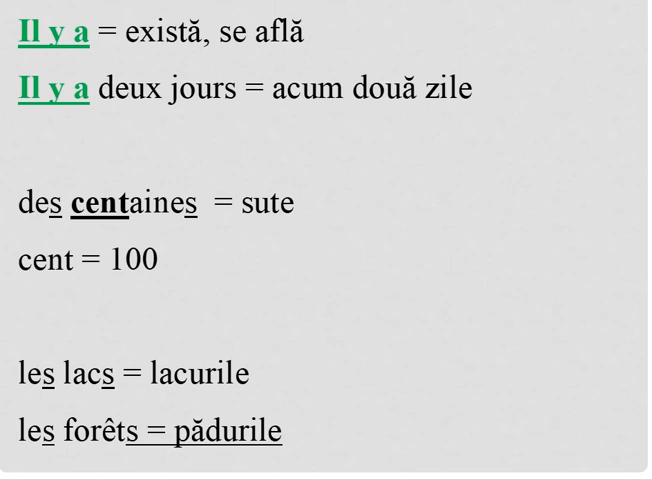 Il y a = există, se află
Il y a deux jours = acum două zile
des centaines = sute
cent = 100
les lacs = lacurile
les forêts = pădurile